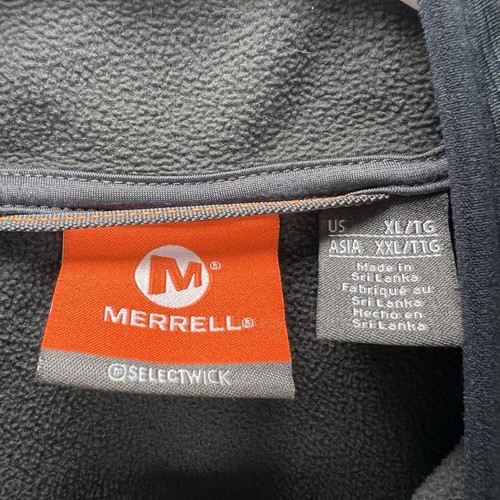 M®
MERRELL®
Ⓜ SELECTWICK
US XL/TG
ASIA XXL/TTG
Made in
Sri Lanka
Fabriqué au
Sri Lanka
Hecho en
Sri Lanka